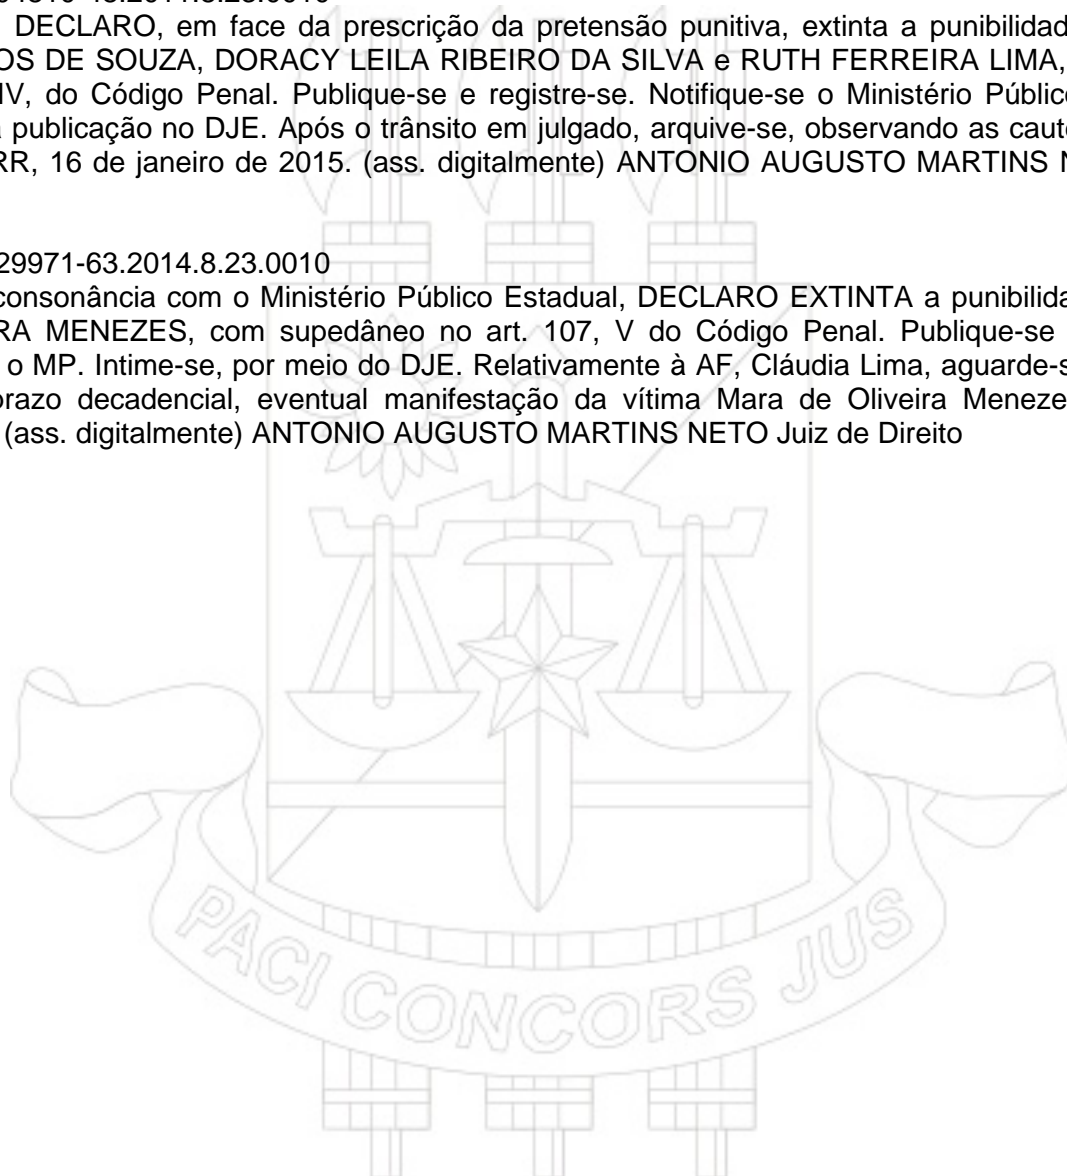 DECLARO, em face da prescrição da pretensão punitiva, extinta a punibilidad
OS DE SOUZA, DORACY LEILA RIBEIRO DA SILVA e RUTH FERREIRA LIMA,
IV, do Código Penal. Publique-se e registre-se. Notifique-se o Ministério Públic
a publicação no DJE. Após o trânsito em julgado, arquive-se, observando as caute
RR, 16 de janeiro de 2015. (ass. digitalmente) ANTONIO AUGUSTO MARTINS N
29971-63.2014.8.23.0010
consonância com o Ministério Público Estadual, DECLARO EXTINTA a punibilida
RA MENEZES, com supedâneo no art. 107, V do Código Penal. Publique-se
o MP. Intime-se, por meio do DJE. Relativamente à AF, Cláudia Lima, aguarde-s
prazo decadencial, eventual manifestação da vítima Mara de Oliveira Meneze
(ass. digitalmente) ANTONIO AUGUSTO MARTINS NETO Juiz de Direito
PACI CONCORS JUS